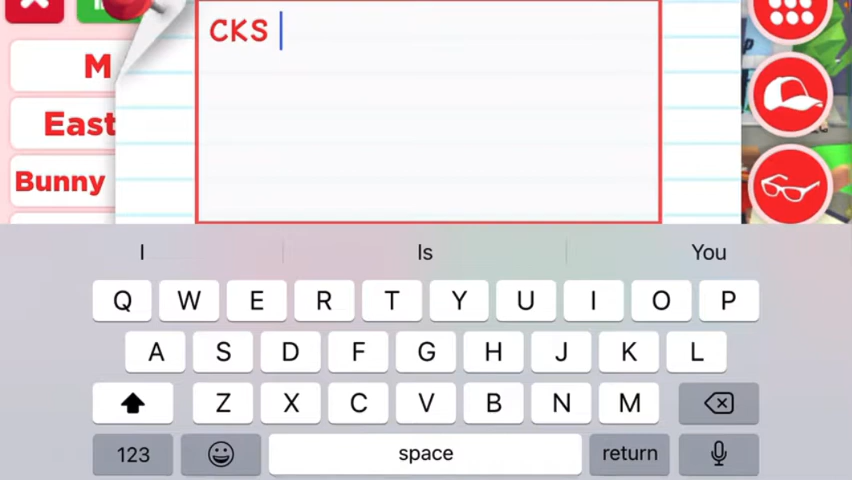 CKS
M
East
Bunny
I Is You
Q W E R T Y U I O P
A S D F G H J K L
Z X C V B N M
123 space return